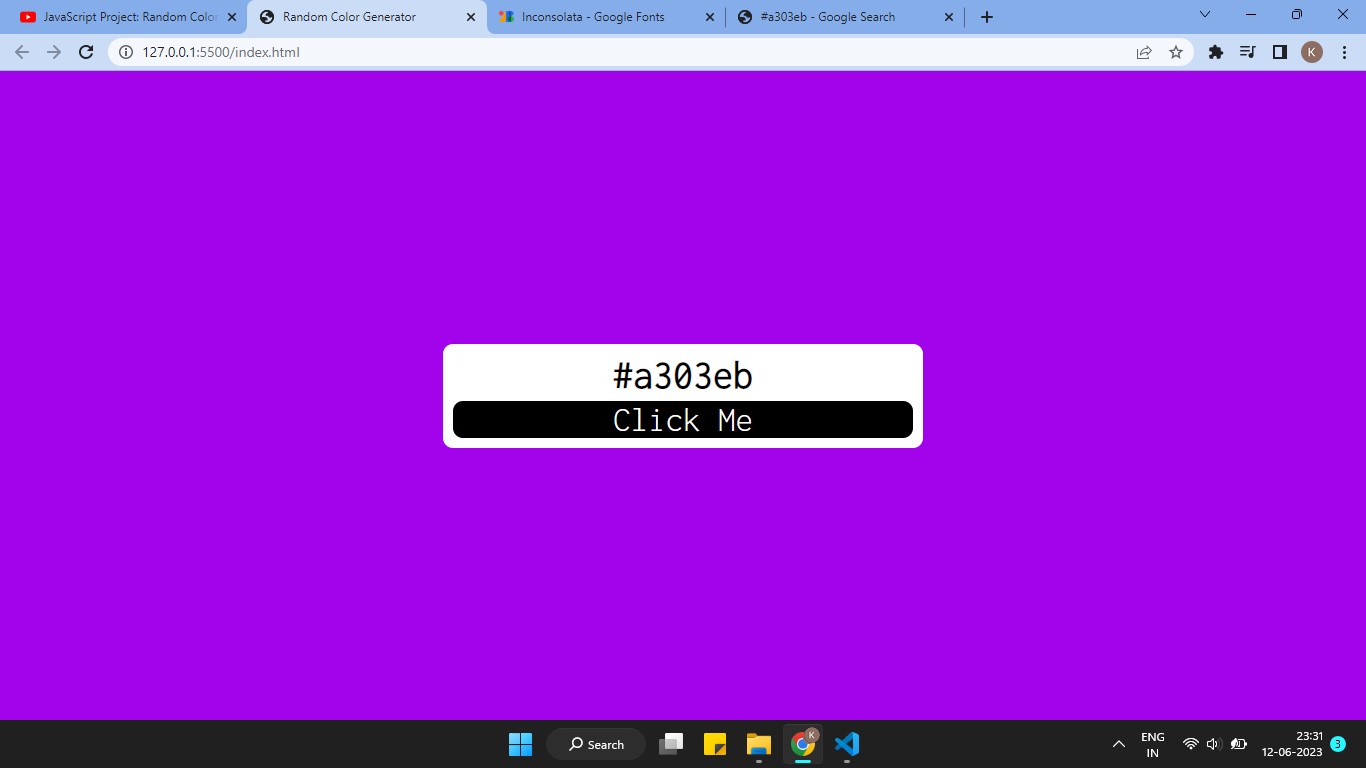 JavaScript Project: Random Color
Random Color Generator
Inconsolata - Google Fonts
#a303eb - Google Search
127.0.0.1:5500/index.html
K
#a303eb
Click Me
Search
K
ENG
IN
23:31
12-06-2023
3